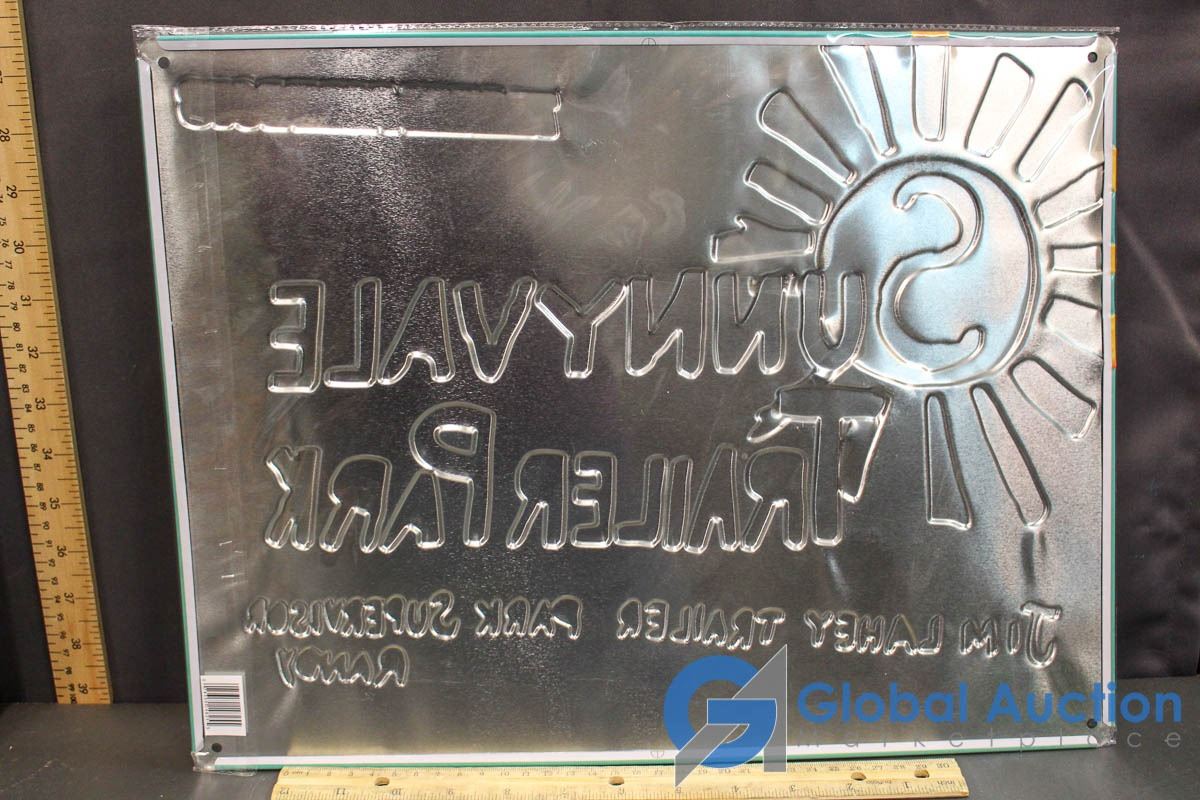 SUNNYVALE
TRAILER PARK
JIM LAHEY TRAILER PARK SUPERVISOR
RANDY
Global Auction
marketplace